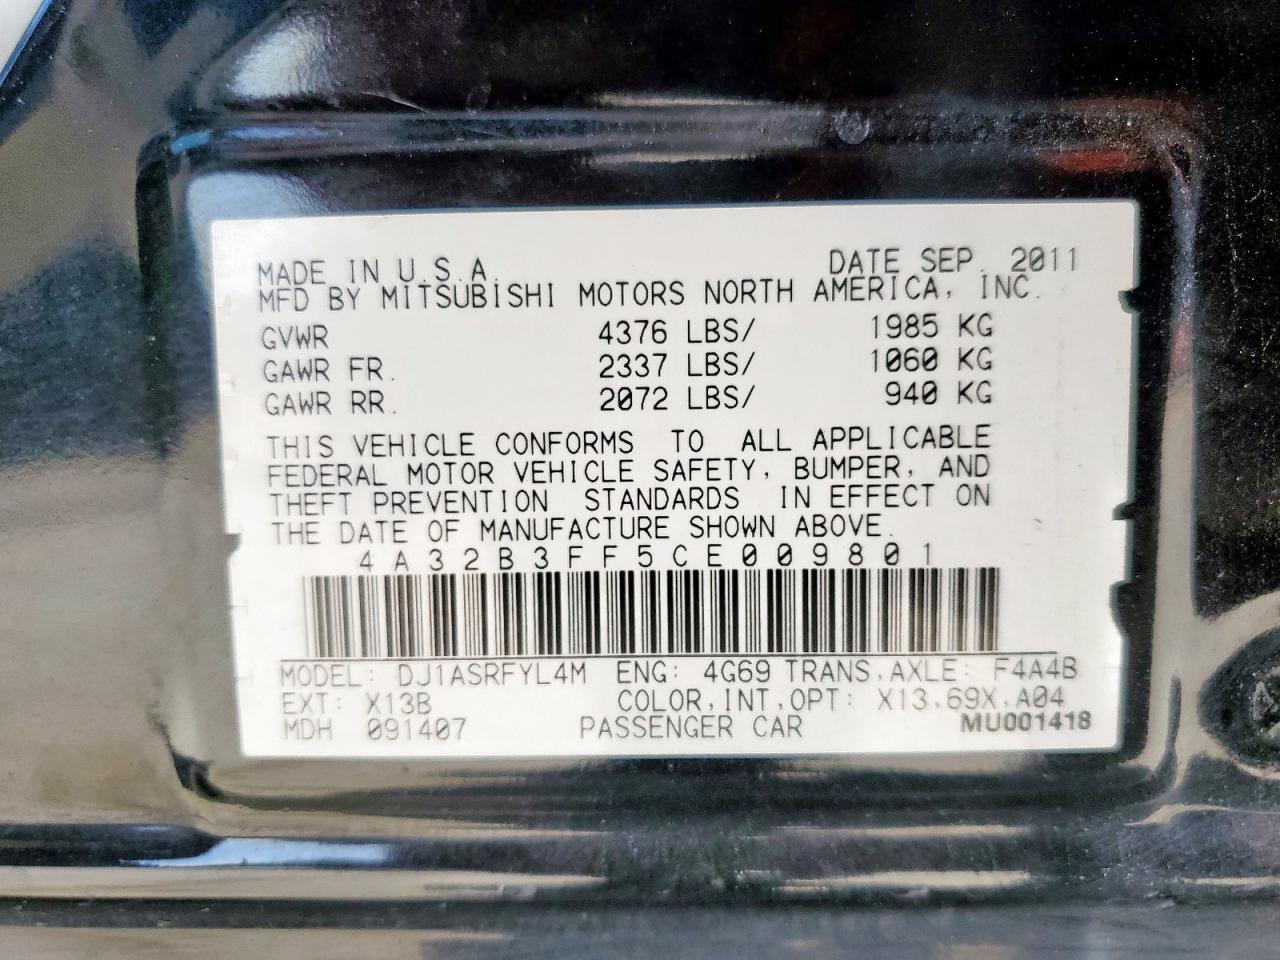 MADE IN U.S.A. DATE SEP. 2011
MFD BY MITSUBISHI MOTORS NORTH AMERICA, INC.
GVWR 4376 LBS/ 1985 KG
GAWR FR. 2337 LBS/ 1060 KG
GAWR RR. 2072 LBS/ 940 KG
THIS VEHICLE CONFORMS TO ALL APPLICABLE
FEDERAL MOTOR VEHICLE SAFETY, BUMPER, AND
THEFT PREVENTION STANDARDS IN EFFECT ON
THE DATE OF MANUFACTURE SHOWN ABOVE.
4A32B3FF5CE009801
MODEL: DJ1ASRFYL4M ENG: 4G69 TRANS,AXLE: F4A4B
EXT: X13B COLOR,INT,OPT: X13,69X,A04
MDH 091407 PASSENGER CAR MU001418